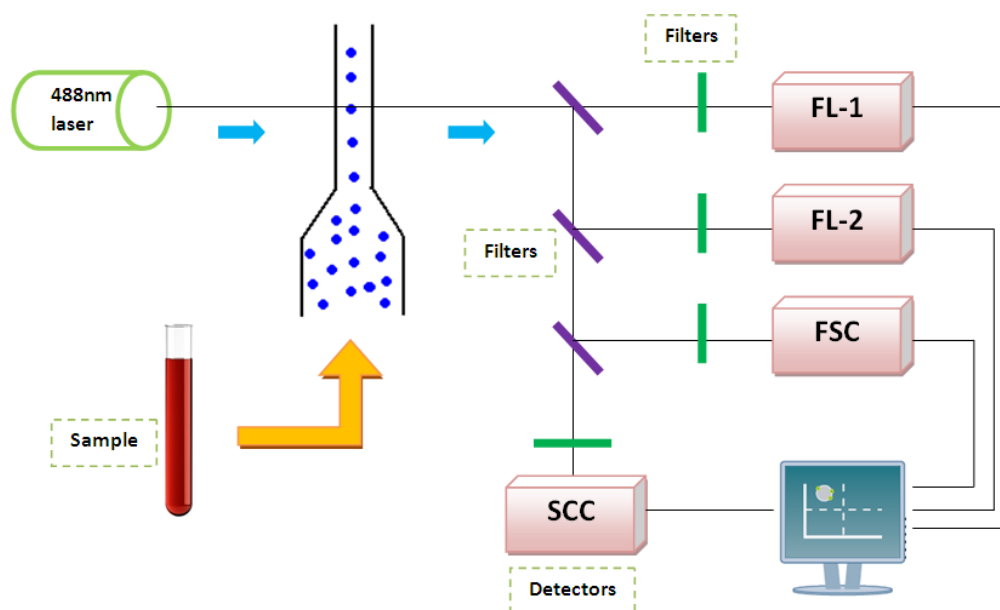 Filters
488nm
laser
FL-1
FL-2
Filters
FSC
Sample
SCC
Detectors